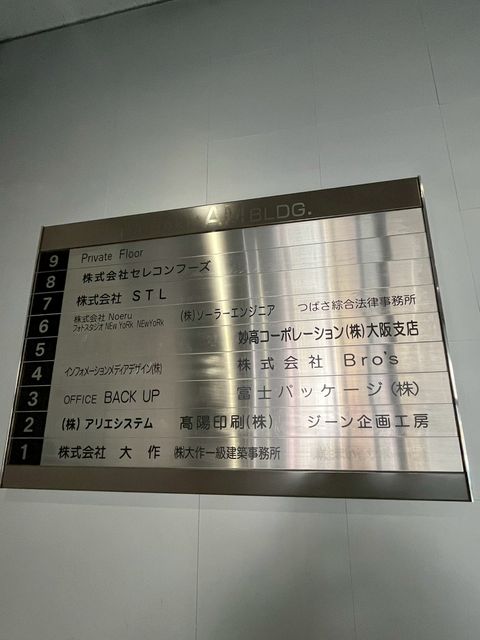 AM BLDG.
9 Private Floor
8 株式会社セレコンフーズ
7 株式会社 STL
6 株式会社 Noeru フォトスタジオ NEW YoRK NEWYoRk (株)ソーラーエンジニア つばさ綜合法律事務所
5 妙高コーポレーション(株)大阪支店
4 インフォメーションメディアデザイン(株) 株式会社 Bro's
3 OFFICE BACK UP 富士パッケージ(株)
2 (株)アリエシステム 髙陽印刷(株) ジーン企画工房
1 株式会社 大作 ㈱大作一級建築事務所